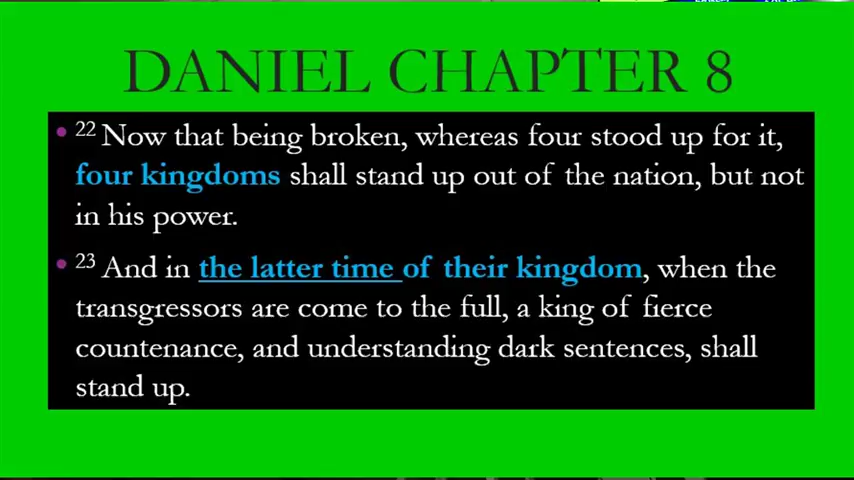 DANIEL CHAPTER 8
• 22 Now that being broken, whereas four stood up for it,
four kingdoms shall stand up out of the nation, but not
in his power.
• 23 And in the latter time of their kingdom, when the
transgressors are come to the full, a king of fierce
countenance, and understanding dark sentences, shall
stand up.